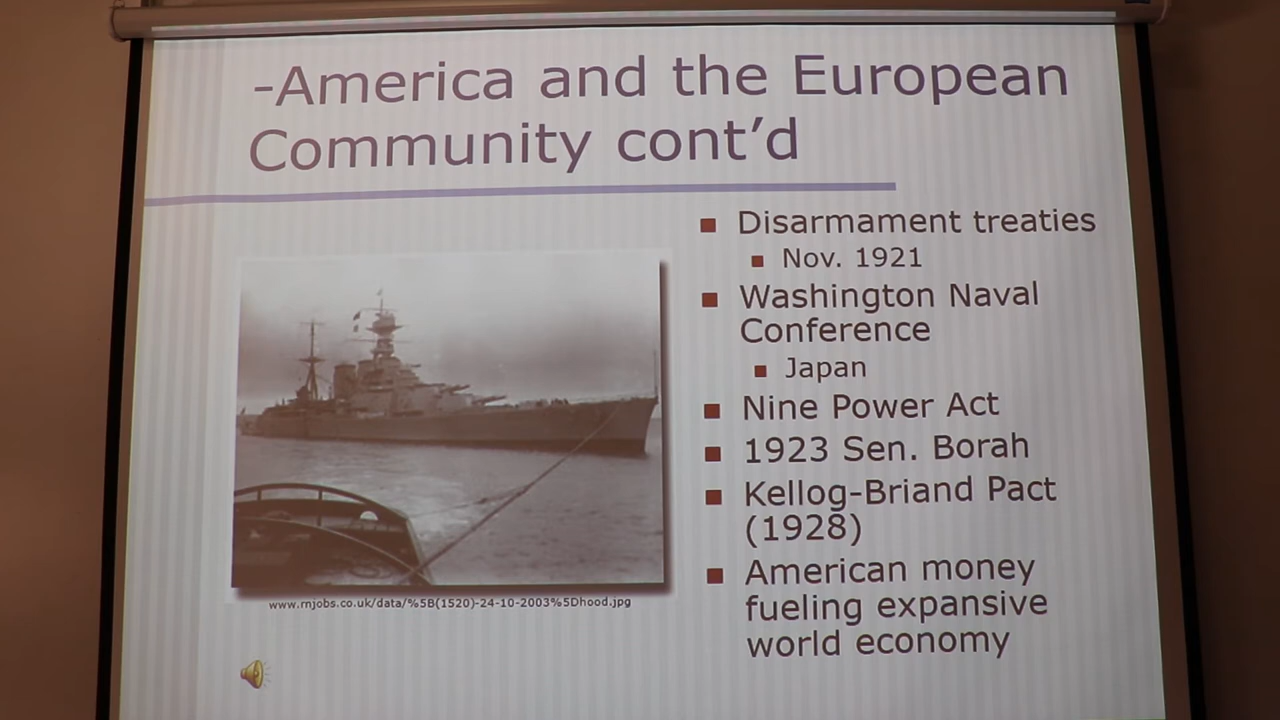 -America and the European
Community cont’d
Disarmament treaties
Nov. 1921
Washington Naval
Conference
Japan
Nine Power Act
1923 Sen. Borah
Kellog-Briand Pact
(1928)
American money
fueling expansive
world economy
www.rnjobs.co.uk/data/%5B(1520)-24-10-2003%5Dhood.jpg